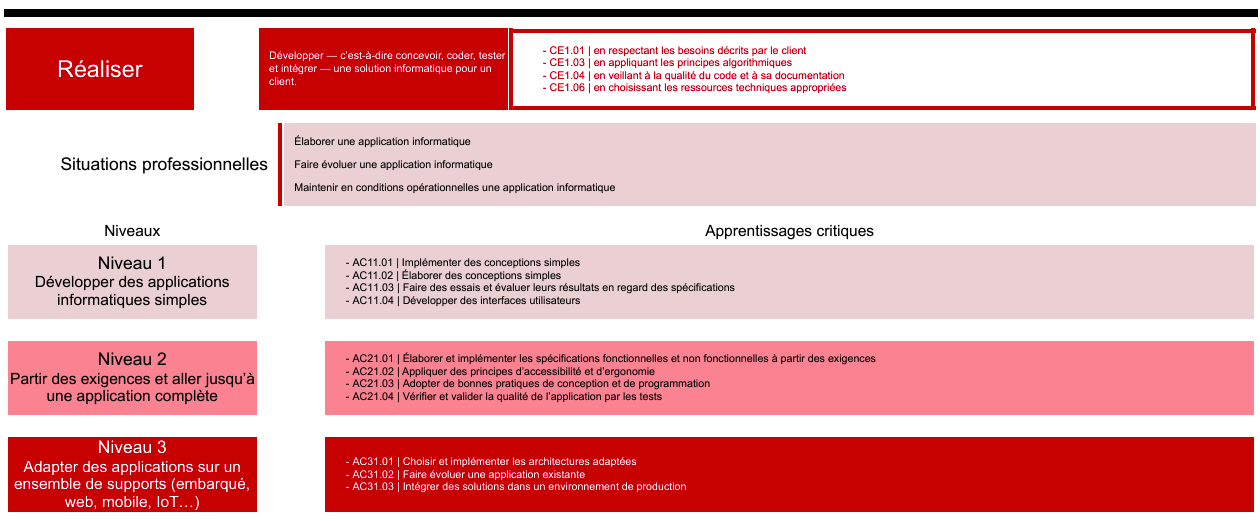 Réaliser
Développer — c'est-à-dire concevoir, coder, tester
et intégrer — une solution informatique pour un
client.
- CE1.01 | en respectant les besoins décrits par le client
- CE1.03 | en appliquant les principes algorithmiques
- CE1.04 | en veillant à la qualité du code et à sa documentation
- CE1.06 | en choisissant les ressources techniques appropriées
Situations professionnelles
Élaborer une application informatique
Faire évoluer une application informatique
Maintenir en conditions opérationnelles une application informatique
Niveaux
Apprentissages critiques
Niveau 1
Développer des applications
informatiques simples
- AC11.01 | Implémenter des conceptions simples
- AC11.02 | Élaborer des conceptions simples
- AC11.03 | Faire des essais et évaluer leurs résultats en regard des spécifications
- AC11.04 | Développer des interfaces utilisateurs
Niveau 2
Partir des exigences et aller jusqu'à
une application complète
- AC21.01 | Élaborer et implémenter les spécifications fonctionnelles et non fonctionnelles à partir des exigences
- AC21.02 | Appliquer des principes d'accessibilité et d'ergonomie
- AC21.03 | Adopter de bonnes pratiques de conception et de programmation
- AC21.04 | Vérifier et valider la qualité de l'application par les tests
Niveau 3
Adapter des applications sur un
ensemble de supports (embarqué,
web, mobile, IoT…)
- AC31.01 | Choisir et implémenter les architectures adaptées
- AC31.02 | Faire évoluer une application existante
- AC31.03 | Intégrer des solutions dans un environnement de production